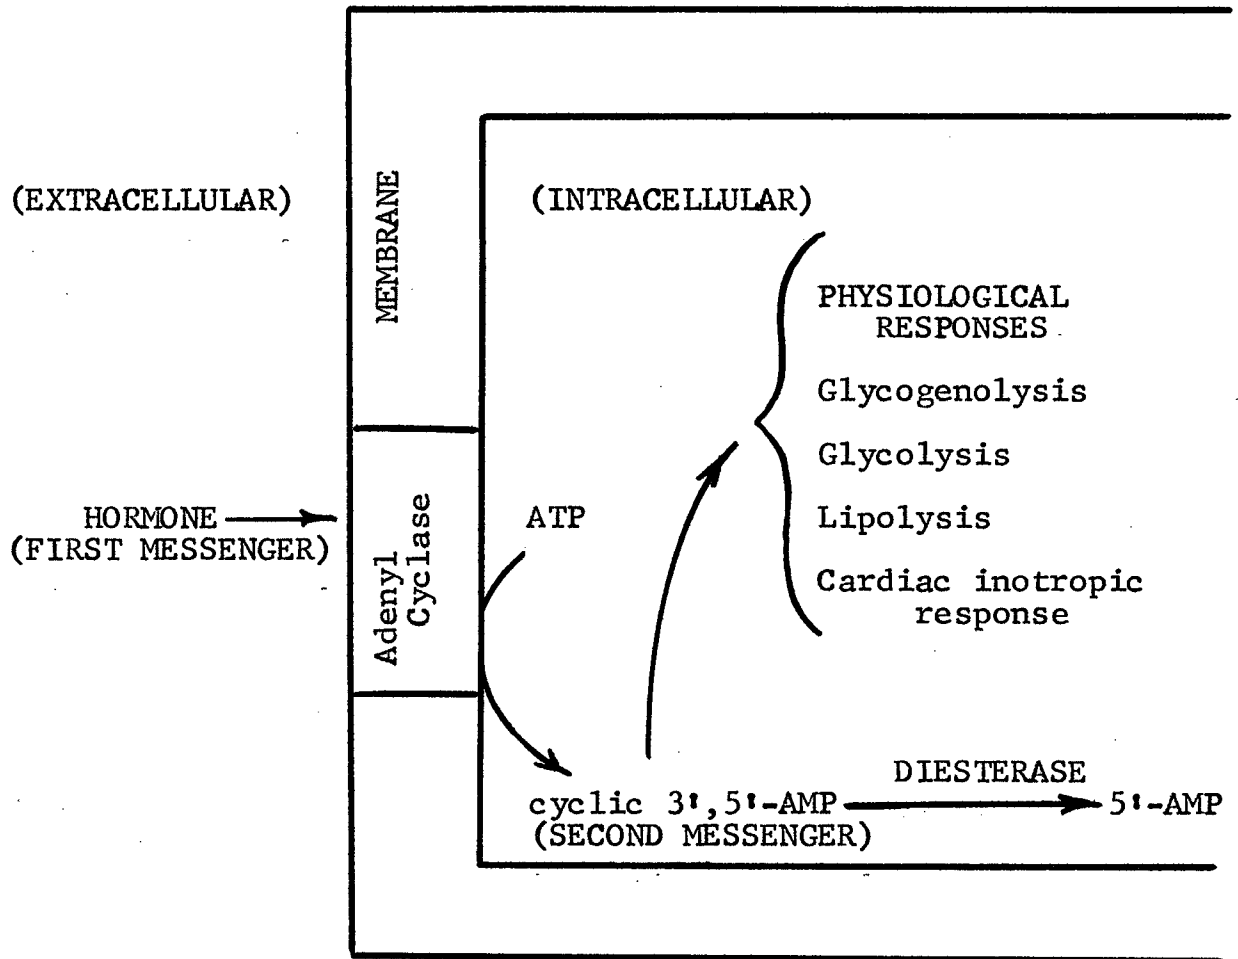 (EXTRACELLULAR)
MEMBRANE
(INTRACELLULAR)
PHYSIOLOGICAL
RESPONSES
Glycogenolysis
Glycolysis
Lipolysis
Cardiac inotropic
response
HORMONE
(FIRST MESSENGER)
Adenyl
Cyclase
ATP
DIESTERASE
cyclic 3',5'-AMP
5'-AMP
(SECOND MESSENGER)